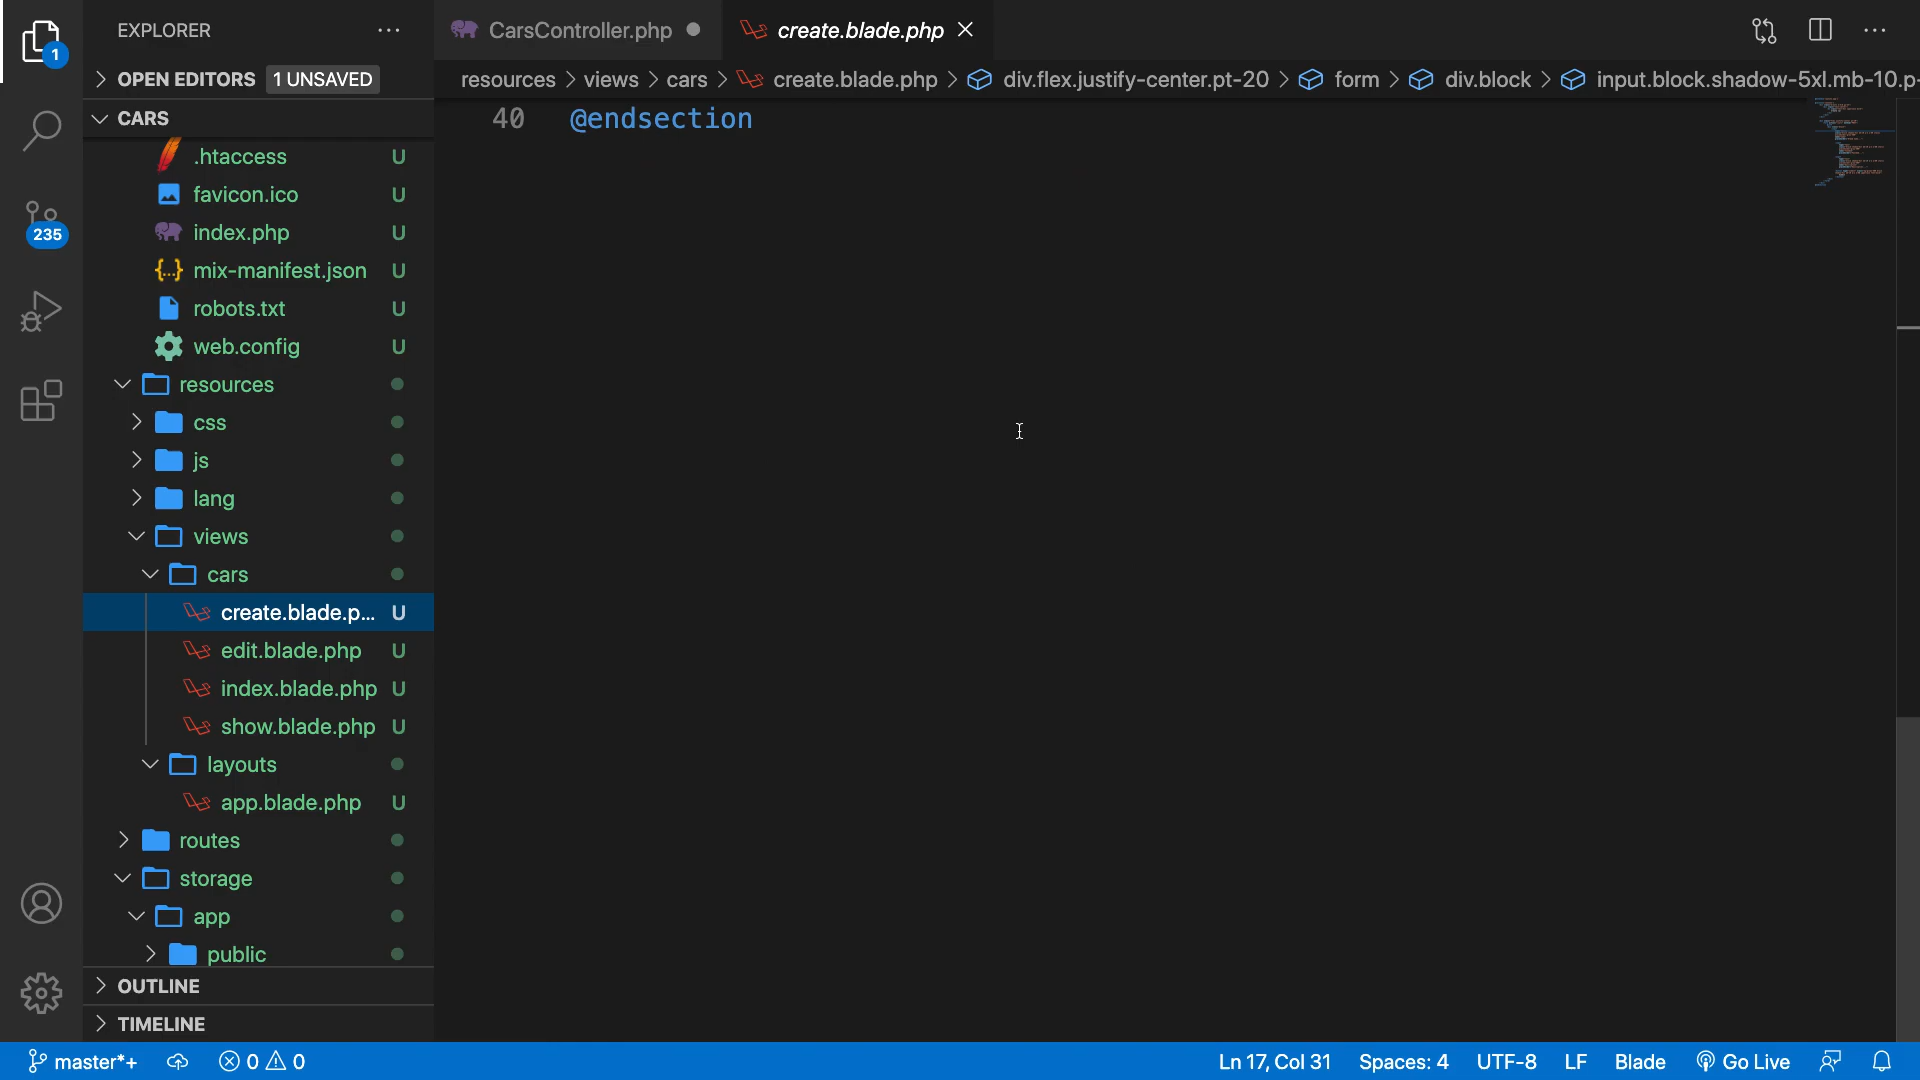 EXPLORER
CarsController.php
create.blade.php
OPEN EDITORS 1 UNSAVED
resources > views > cars > create.blade.php > div.flex.justify-center.pt-20 > form > div.block > input.block.shadow-5xl.mb-10.p-
CARS
40 @endsection
.htaccess U
favicon.ico U
index.php U
{..} mix-manifest.json U
robots.txt U
web.config U
resources
css
js
lang
views
cars
create.blade.p... U
edit.blade.php U
index.blade.php U
show.blade.php U
layouts
app.blade.php U
routes
storage
app
public
OUTLINE
TIMELINE
1
235
master*+ 0 0 Ln 17, Col 31 Spaces: 4 UTF-8 LF Blade Go Live